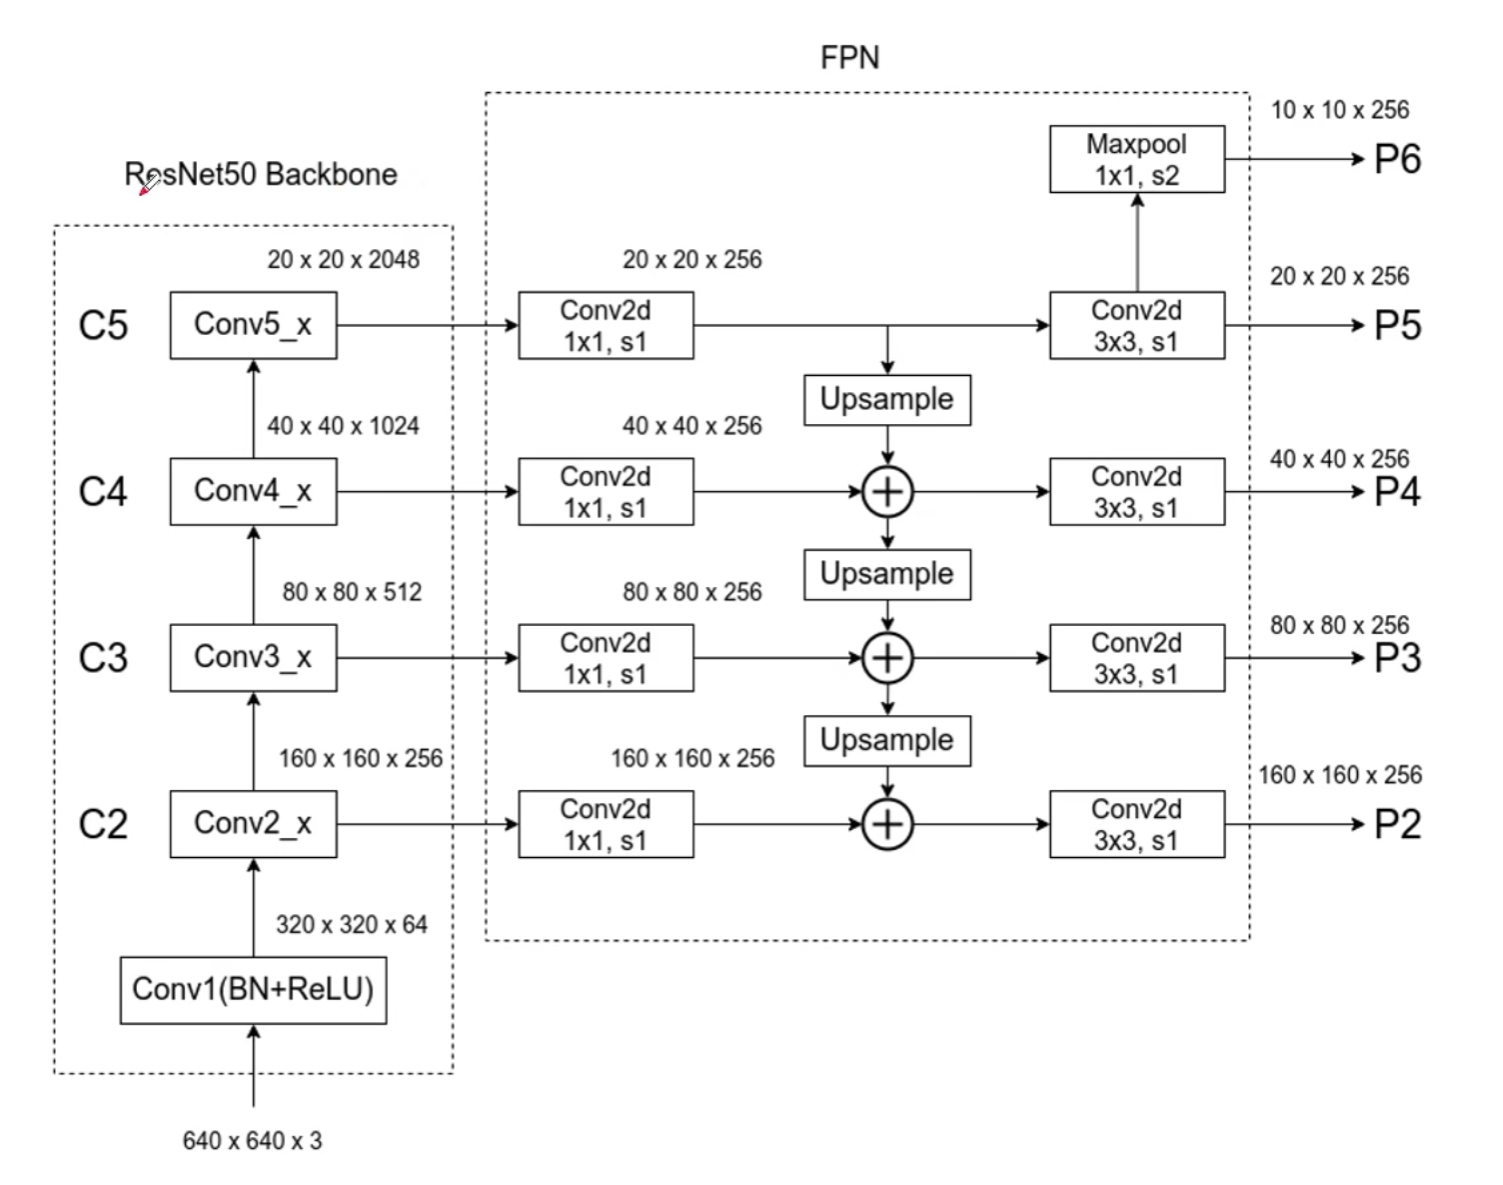 FPN
10 x 10 x 256
Maxpool
1x1, s2
P6
ResNet50 Backbone
20 x 20 x 2048
20 x 20 x 256
20 x 20 x 256
C5
Conv5_x
Conv2d
1x1, s1
Conv2d
3x3, s1
P5
Upsample
40 x 40 x 1024
40 x 40 x 256
40 x 40 x 256
C4
Conv4_x
Conv2d
1x1, s1
Conv2d
3x3, s1
P4
Upsample
80 x 80 x 512
80 x 80 x 256
80 x 80 x 256
C3
Conv3_x
Conv2d
1x1, s1
Conv2d
3x3, s1
P3
Upsample
160 x 160 x 256
160 x 160 x 256
160 x 160 x 256
C2
Conv2_x
Conv2d
1x1, s1
Conv2d
3x3, s1
P2
320 x 320 x 64
Conv1(BN+ReLU)
640 x 640 x 3